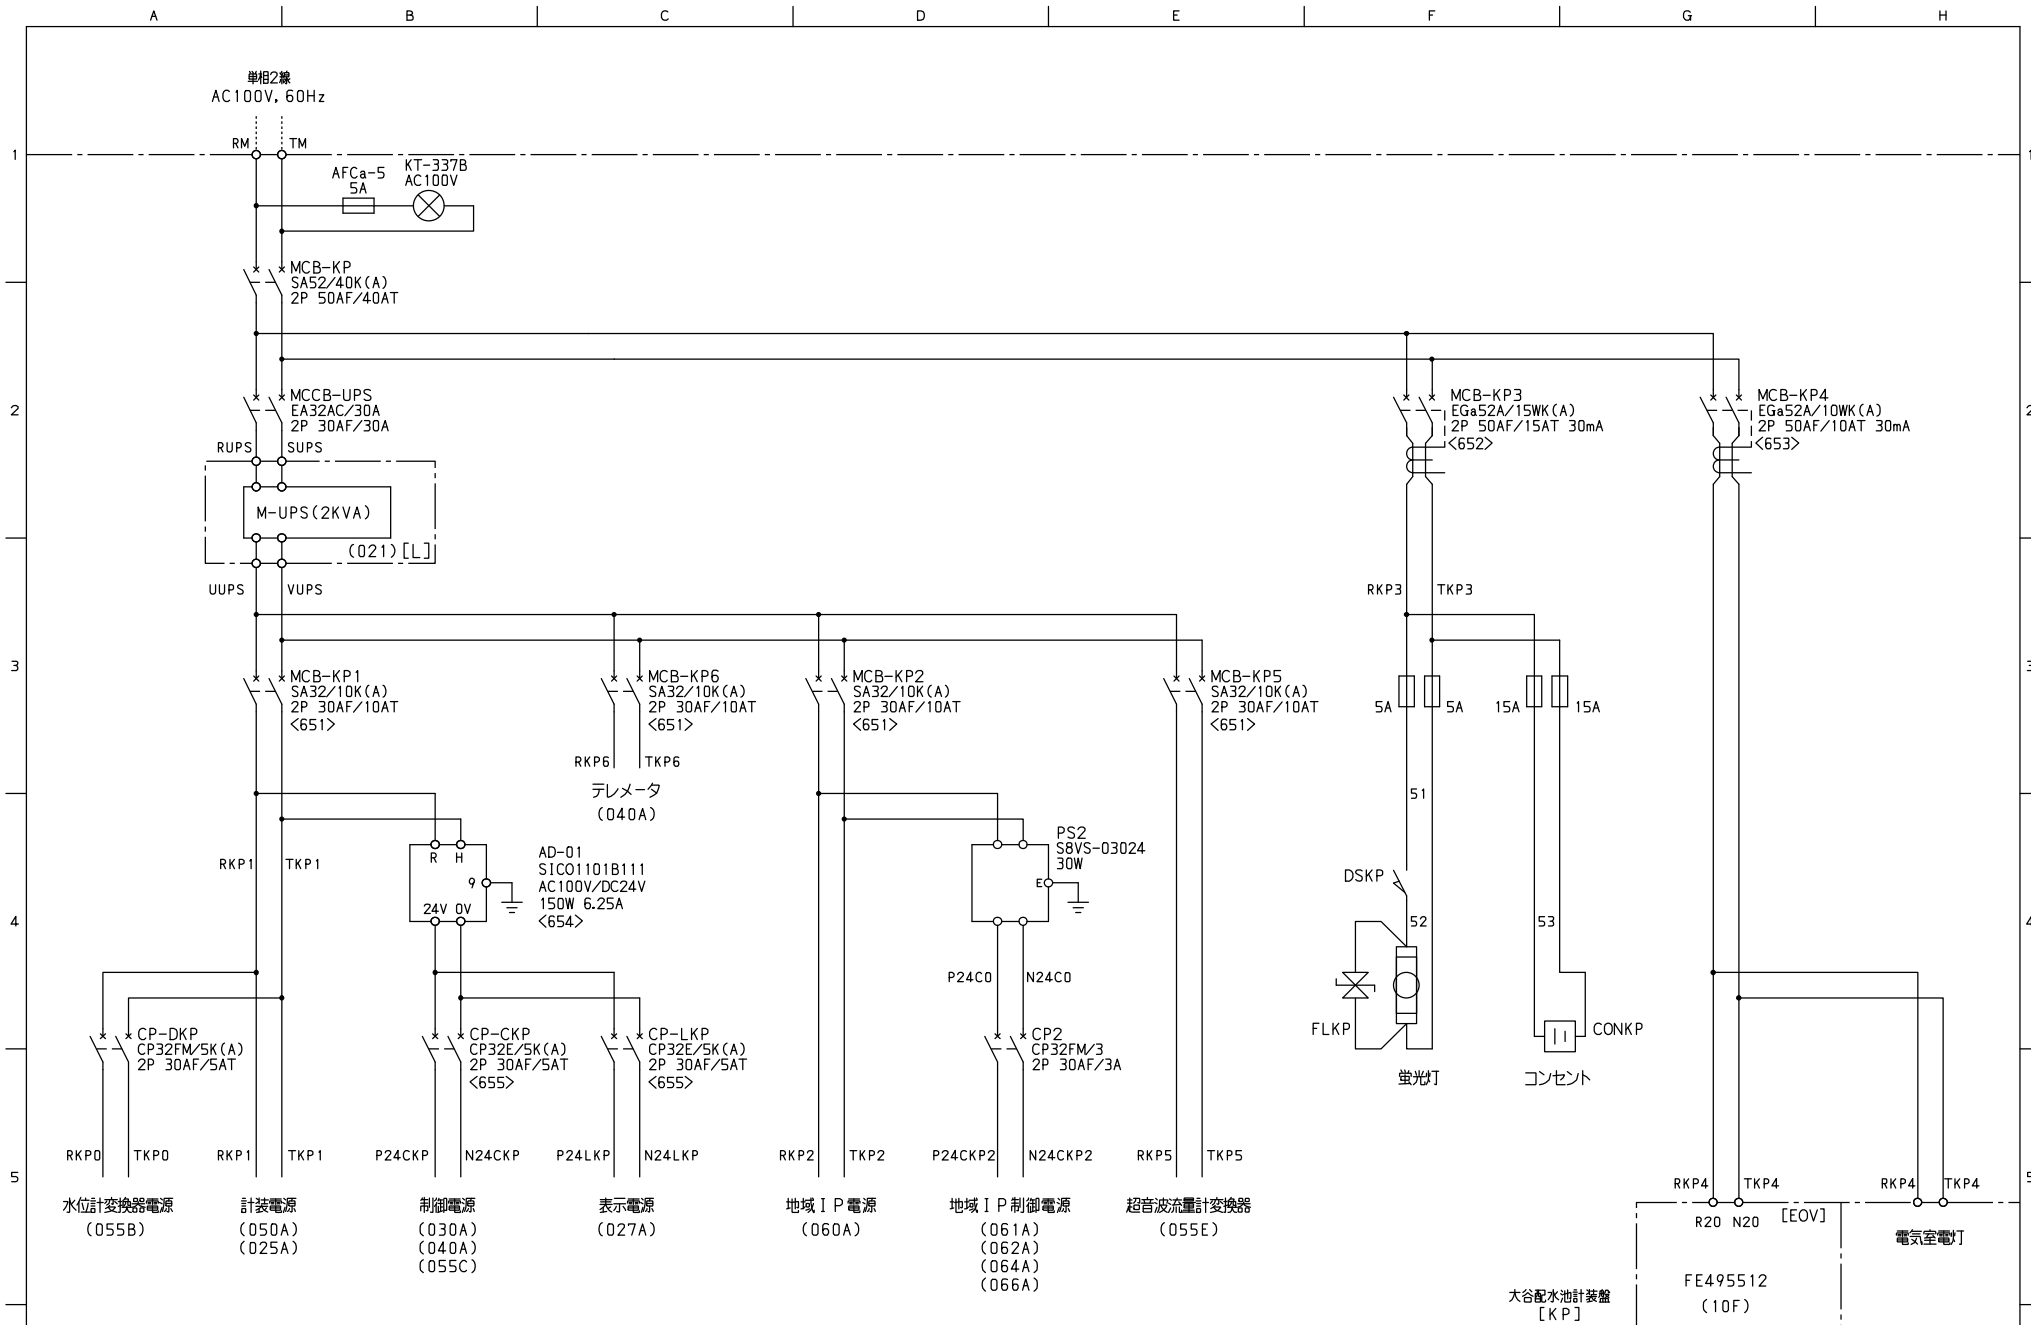 A B C D E F G H
単相2線
AC100V, 60Hz
RM TM
1 1
AFCa-5
5A
KT-337B
AC100V
MCB-KP
SA52/40K(A)
2P 50AF/40AT
MCCB-UPS
EA32AC/30A
2P 30AF/30A
MCB-KP3
EGa52A/15WK(A)
2P 50AF/15AT 30mA
<652>
MCB-KP4
EGa52A/10WK(A)
2P 50AF/10AT 30mA
<653>
2 2
RUPS SUPS
M-UPS(2KVA)
(021)[L]
UUPS VUPS
RKP3 TKP3
3 3
MCB-KP1
SA32/10K(A)
2P 30AF/10AT
<651>
MCB-KP6
SA32/10K(A)
2P 30AF/10AT
<651>
MCB-KP2
SA32/10K(A)
2P 30AF/10AT
<651>
MCB-KP5
SA32/10K(A)
2P 30AF/10AT
<651>
5A 5A 15A 15A
RKP6 TKP6
テレメータ
(040A)
51
RKP1 TKP1
R H
9
24V 0V
AD-01
SIC01101B111
AC100V/DC24V
150W 6.25A
<654>
PS2
S8VS-03024
30W
E
DSKP
4 4
52 53
P24C0 N24C0
FLKP
CONKP
CP-DKP
CP32FM/5K(A)
2P 30AF/5AT
CP-CKP
CP32E/5K(A)
2P 30AF/5AT
<655>
CP-LKP
CP32E/5K(A)
2P 30AF/5AT
<655>
CP2
CP32FM/3
2P 30AF/3A
蛍光灯
コンセント
RKP0 TKP0 RKP1 TKP1 P24CKP N24CKP P24LKP N24LKP RKP2 TKP2 P24CKP2 N24CKP2 RKP5 TKP5
5 5
RKP4 TKP4 RKP4 TKP4
水位計変換器電源
(055B)
計装電源
(050A)
(025A)
制御電源
(030A)
(040A)
(055C)
表示電源
(027A)
地域IP電源
(060A)
地域IP制御電源
(061A)
(062A)
(064A)
(066A)
超音波流量計変換器
(055E)
R20 N20 [EOV]
電気室電灯
FE495512
(10F)
大谷配水池計装盤
[KP]